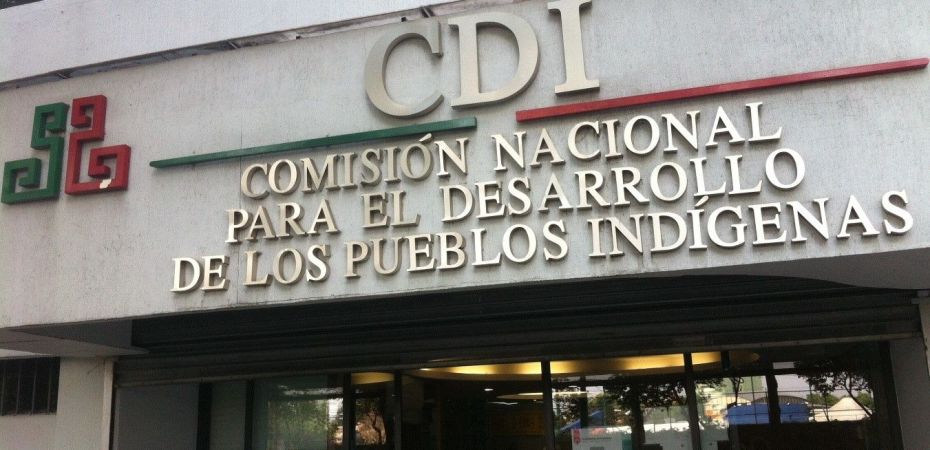 CDI
COMISIÓN NACIONAL
PARA EL DESARROLLO
DE LOS PUEBLOS INDÍGENAS